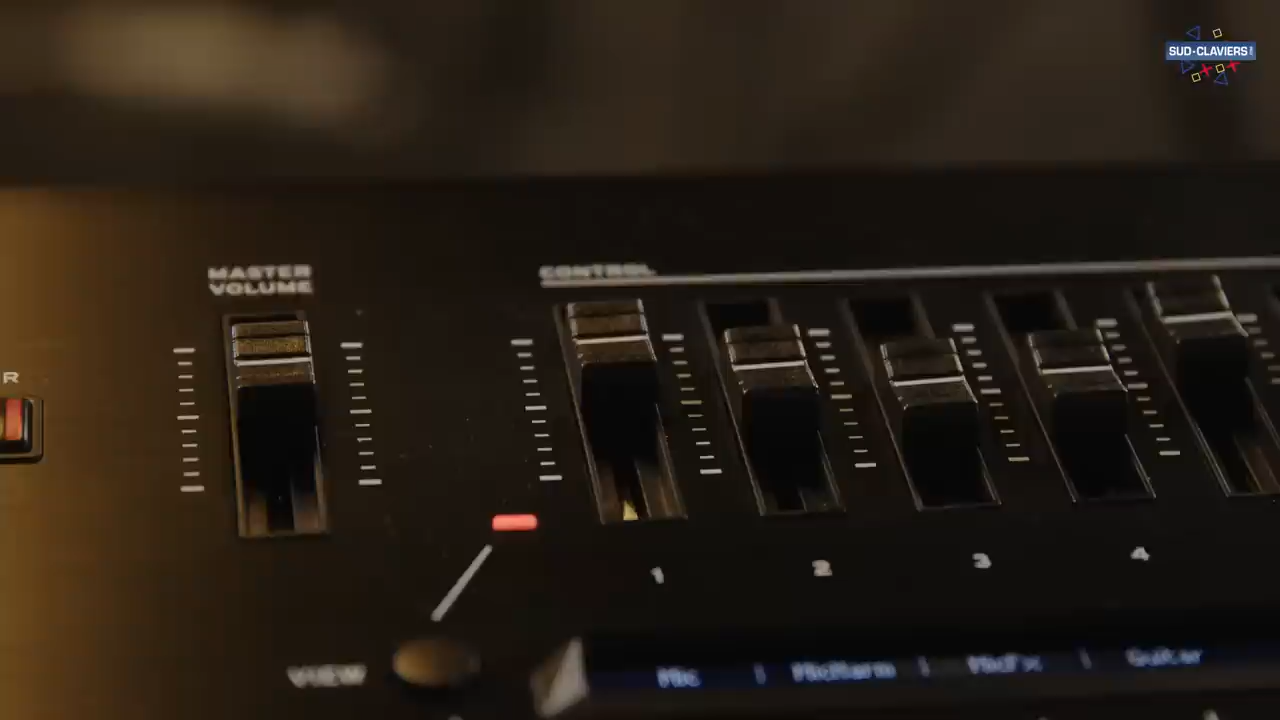 SUD-CLAVIERS
MASTER
VOLUME
CONTROL
R
1
2
3
4
VIEW
Mic | MicHarm | MicFx | Guitar